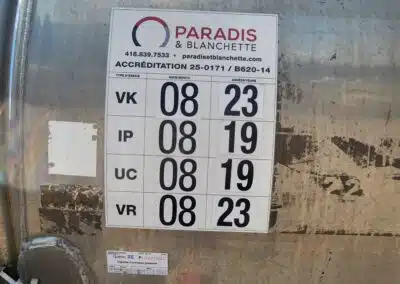 PARADIS
& BLANCHETTE
418.839.7533 • paradisetblanchette.com
ACCRÉDITATION 25-0171 / B620-14
VK 08 23
IP 08 19
UC 08 19
VR 08 23